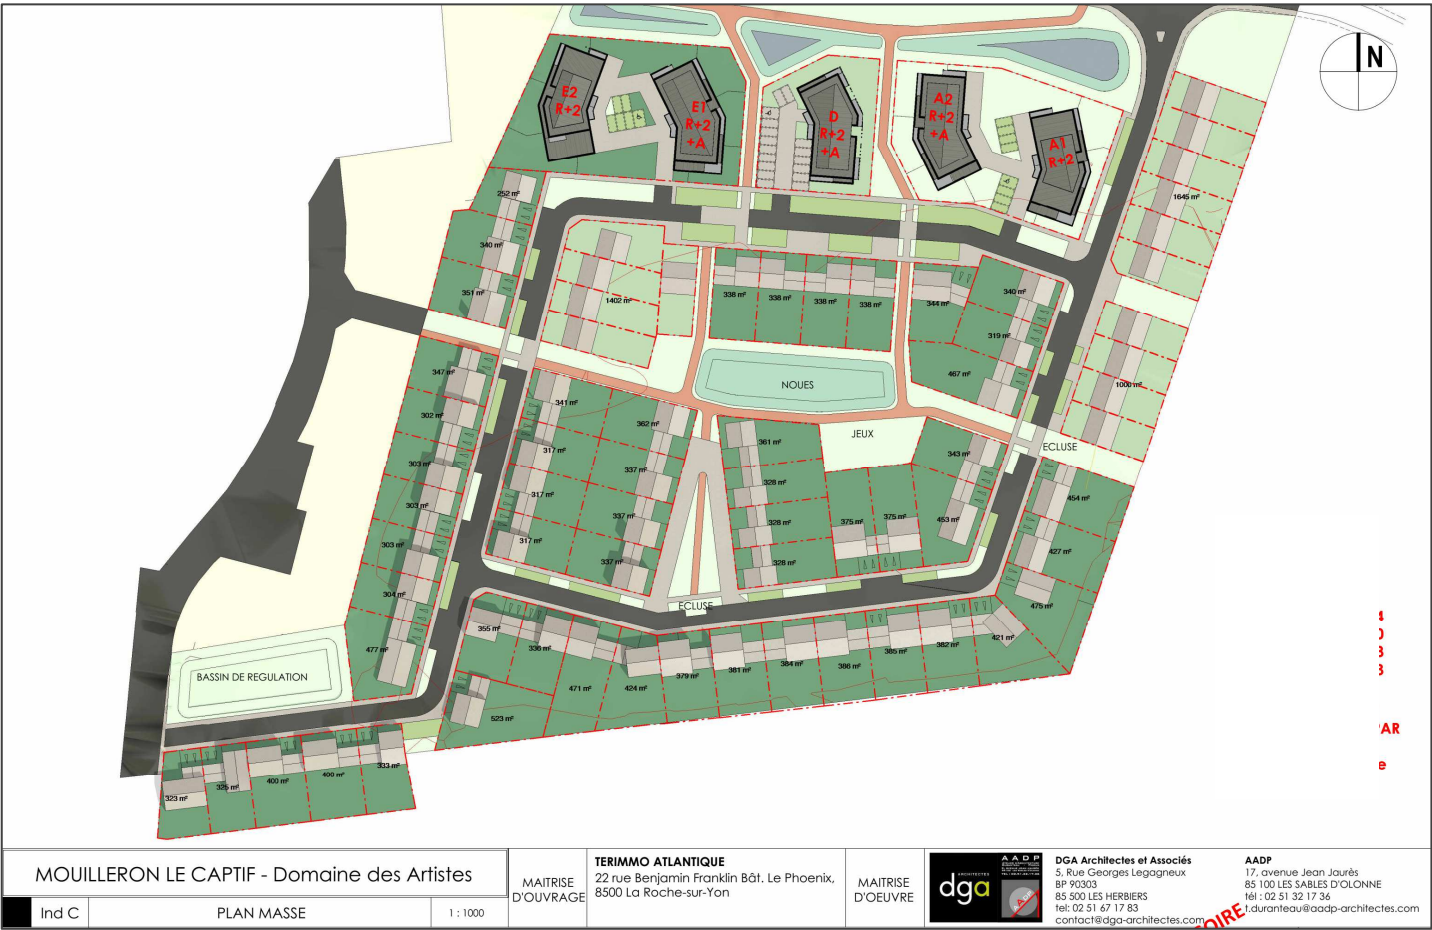 N
E2
R+2
E1
R+2
+A
D
R+2
+A
A2
R+2
+A
A1
R+2
252 m²
340 m²
351 m²
1402 m²
338 m²
338 m²
338 m²
338 m²
344 m²
340 m²
319 m²
467 m²
1645 m²
1000 m²
347 m²
302 m²
303 m²
303 m²
303 m²
304 m²
477 m²
341 m²
317 m²
317 m²
317 m²
362 m²
337 m²
337 m²
337 m²
NOUES
JEUX
361 m²
328 m²
328 m²
328 m²
375 m²
375 m²
343 m²
453 m²
ECLUSE
454 m²
427 m²
475 m²
ECLUSE
355 m²
336 m²
471 m²
424 m²
379 m²
381 m²
384 m²
386 m²
385 m²
382 m²
421 m²
523 m²
BASSIN DE REGULATION
323 m²
325 m²
400 m²
400 m²
333 m²
AR
e
MOUILLERON LE CAPTIF - Domaine des Artistes
Ind C
PLAN MASSE
1 : 1000
MAITRISE
D'OUVRAGE
TERIMMO ATLANTIQUE
22 rue Benjamin Franklin Bât. Le Phoenix,
8500 La Roche-sur-Yon
MAITRISE
D'OEUVRE
dga
AADP
DGA Architectes et Associés
5, Rue Georges Legagneux
BP 90303
85 500 LES HERBIERS
tel: 02 51 67 17 83
contact@dga-architectes.com
AADP
17, avenue Jean Jaurès
85 100 LES SABLES D'OLONNE
tél : 02 51 32 17 36
t.duranteau@aadp-architectes.com
OIRE